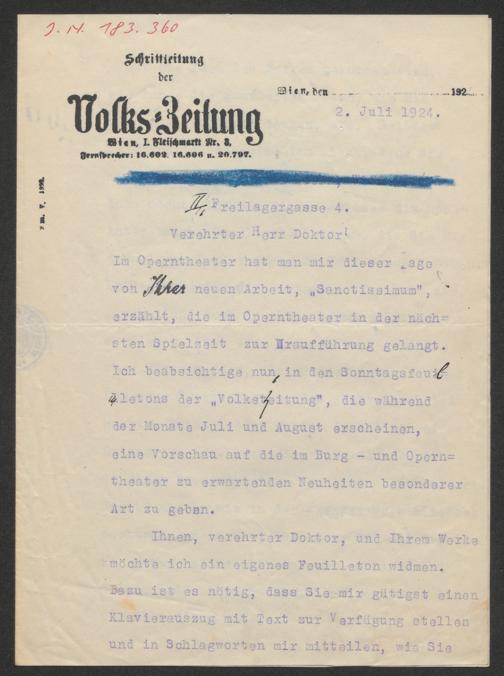 J. N. 183.360
Schriftleitung
der
Volks-Zeitung
Wien, I. Fleischmarkt Nr. 3.
Fernsprecher: 16.602, 16.606 u. 20.797.
Wien, den 192
2. Juli 1924.
II, Freilagergasse 4.
Verehrter Herr Doktor!
Im Operntheater hat man mir dieser Tage
von Ihrer neuen Arbeit, „Sanctissimum",
erzählt, die im Operntheater in der näch=
sten Spielzeit zur Uraufführung gelangt.
Ich beabsichtige nun, in den Sonntagsfeuil
letons der „Volkszeitung", die während
der Monate Juli und August erscheinen,
eine Vorschau auf die im Burg - und Opern=
theater zu erwartenden Neuheiten besonderer
Art zu geben.
Ihnen, verehrter Doktor, und Ihrem Werke
möchte ich ein eigenes Feuilleton widmen.
Dazu ist es nötig, dass Sie mir gütigst einen
Klavierauszug mit Text zur Verfügung stellen
und in Schlagworten mir mitteilen, wie Sie